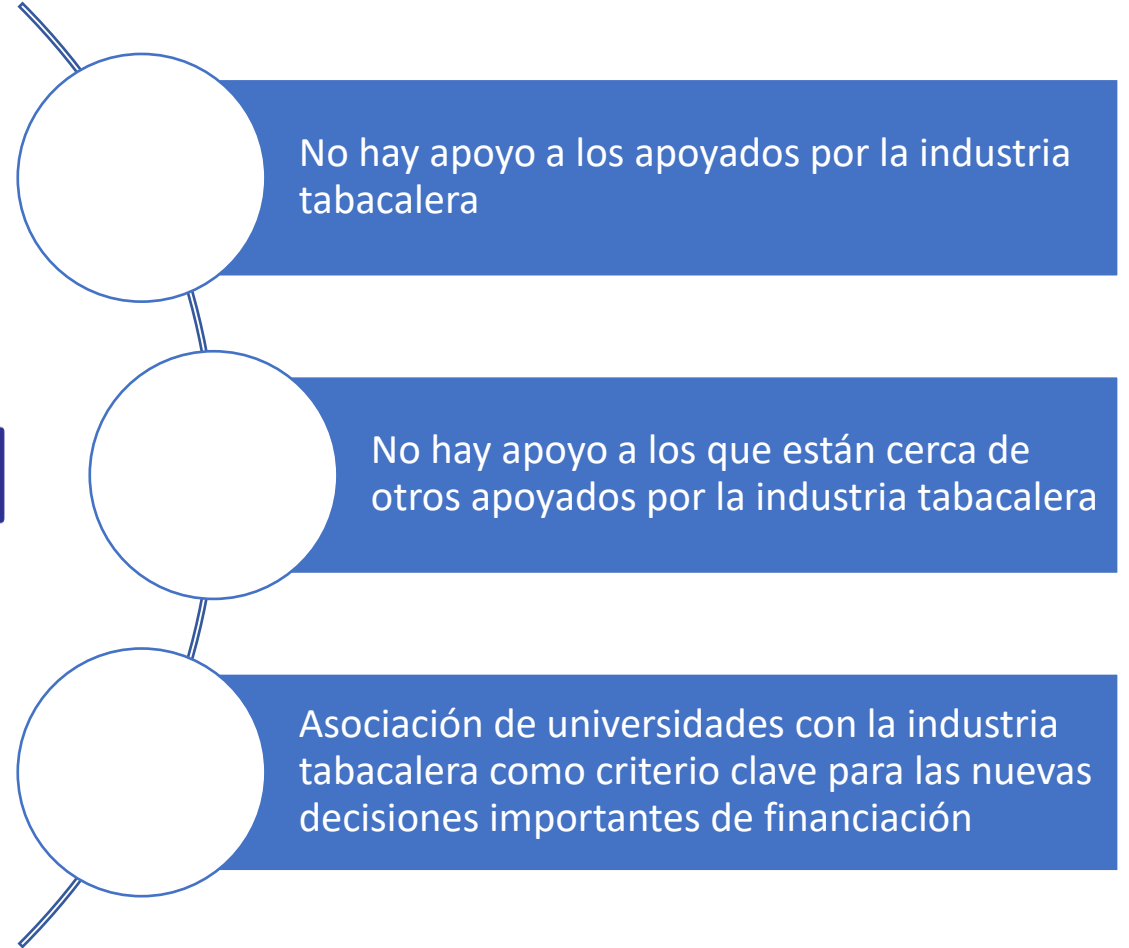 No hay apoyo a los apoyados por la industria
tabacalera
No hay apoyo a los que están cerca de
otros apoyados por la industria tabacalera
Asociación de universidades con la industria
tabacalera como criterio clave para las nuevas
decisiones importantes de financiación